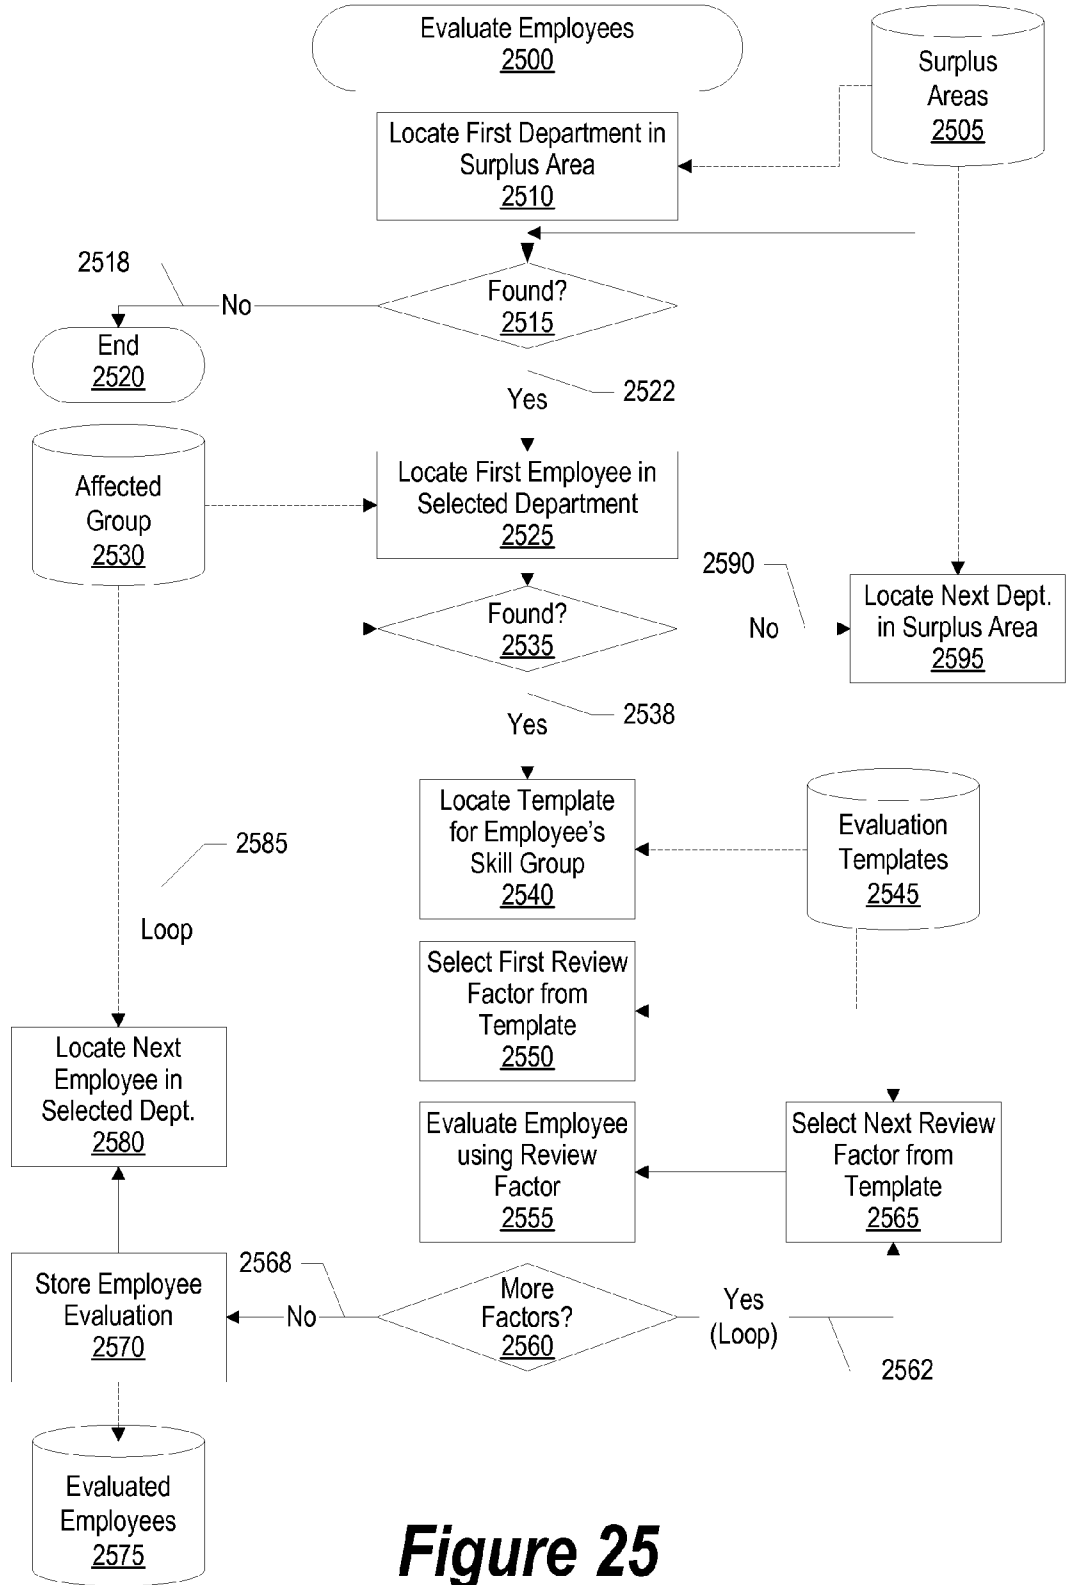 Evaluate Employees
2500
Surplus
Areas
2505
Locate First Department in
Surplus Area
2510
2518
No
Found?
2515
End
2520
2522
Yes
Affected
Group
2530
Locate First Employee in
Selected Department
2525
2590
Found?
2535
No
Locate Next Dept.
in Surplus Area
2595
2538
Yes
Locate Template
for Employee's
Skill Group
2540
Evaluation
Templates
2545
2585
Loop
Select First Review
Factor from
Template
2550
Locate Next
Employee in
Selected Dept.
2580
Evaluate Employee
using Review
Factor
2555
Select Next Review
Factor from
Template
2565
2568
Store Employee
Evaluation
2570
No
More
Factors?
2560
Yes
(Loop)
2562
Evaluated
Employees
2575
Figure 25